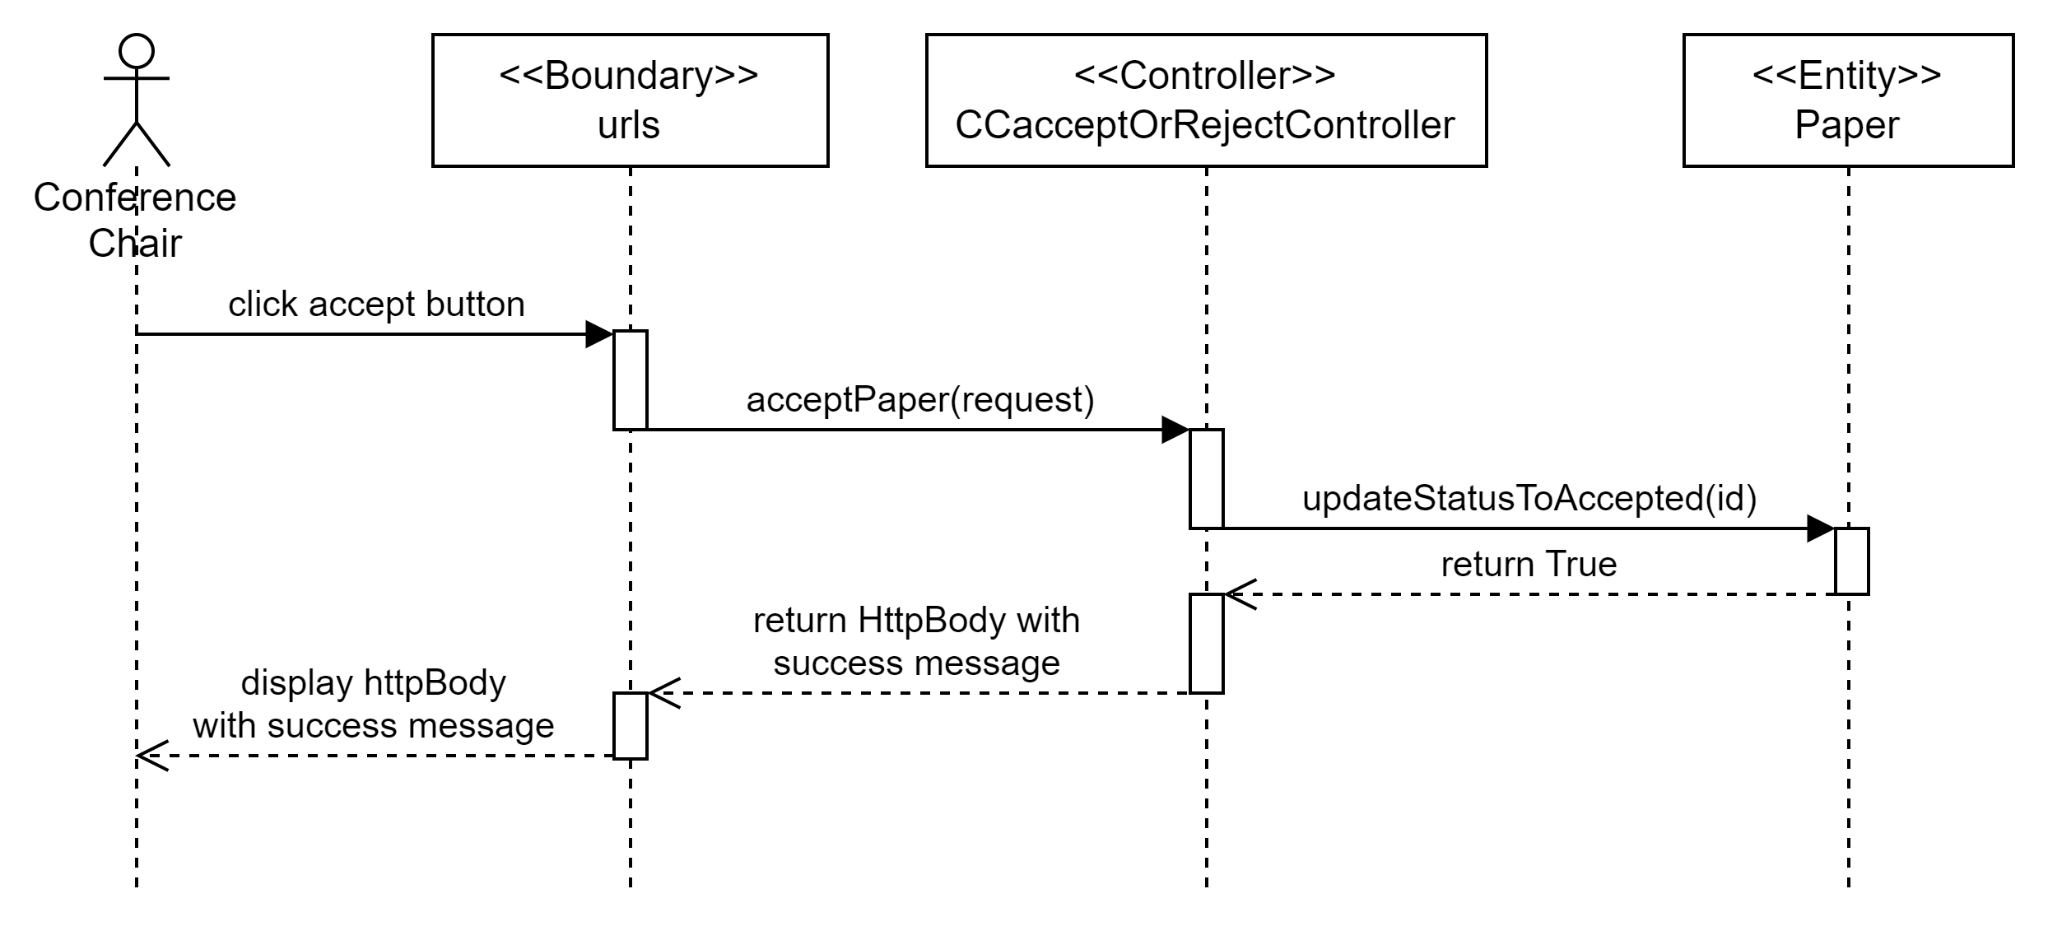 <<Boundary>>
urls
<<Controller>>
CCacceptOrRejectController
<<Entity>>
Paper
Conference
Chair
click accept button
acceptPaper(request)
updateStatusToAccepted(id)
return True
return HttpBody with
success message
display httpBody
with success message